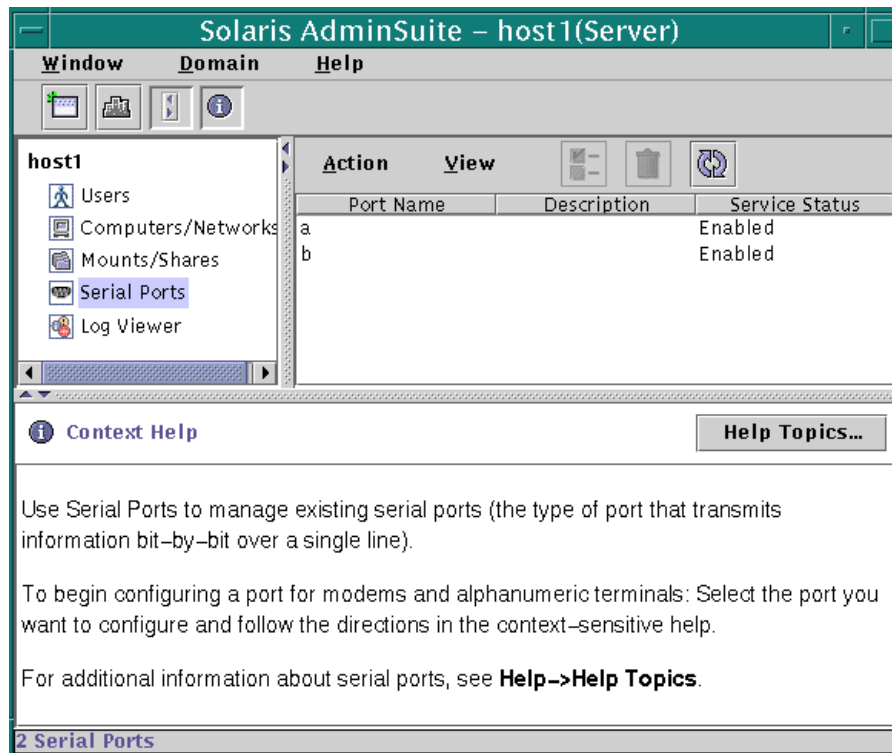 Solaris AdminSuite – host1(Server)
Window Domain Help
host1
Users
Computers/Networks
Mounts/Shares
Serial Ports
Log Viewer
Action View
Port Name Description Service Status
a Enabled
b Enabled
Context Help
Help Topics...
Use Serial Ports to manage existing serial ports (the type of port that transmits
information bit–by–bit over a single line).
To begin configuring a port for modems and alphanumeric terminals: Select the port you
want to configure and follow the directions in the context–sensitive help.
For additional information about serial ports, see Help–>Help Topics.
2 Serial Ports